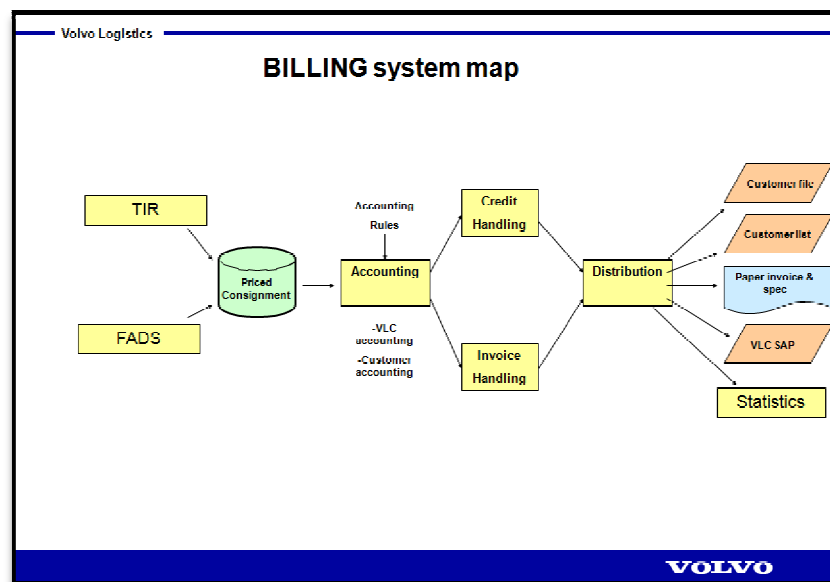 Volvo Logistics
BILLING system map
TIR
FADS
Priced
Consignment
Accounting
Rules
Accounting
-VLC
accounting
-Customer
accounting
Credit
Handling
Invoice
Handling
Distribution
Customer file
Customer list
Paper invoice &
spec
VLC SAP
Statistics
VOLVO